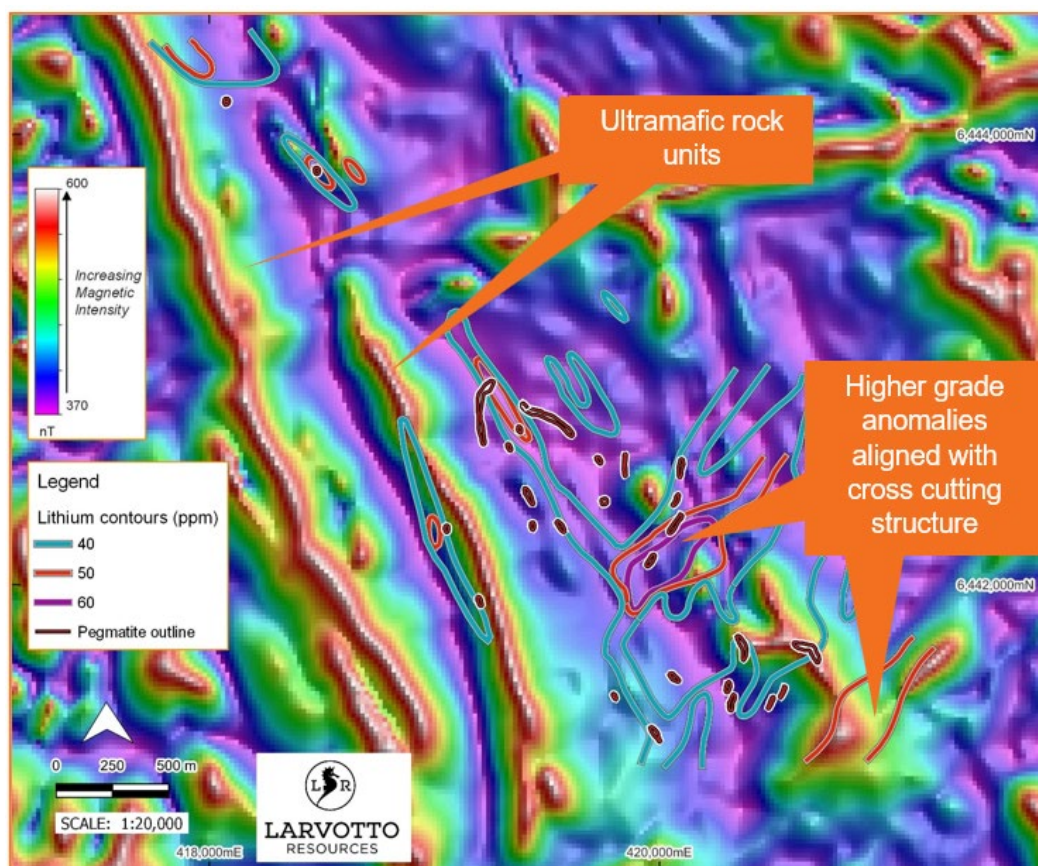 Ultramafic rock
units
6,444,000mN
600
Increasing
Magnetic
Intensity
370
nT
Higher grade
anomalies
aligned with
cross cutting
structure
Legend
Lithium contours (ppm)
40
50
60
Pegmatite outline
6,442,000mN
0 250 500 m
SCALE: 1:20,000
L R
LARVOTTO
RESOURCES
418,000mE
420,000mE